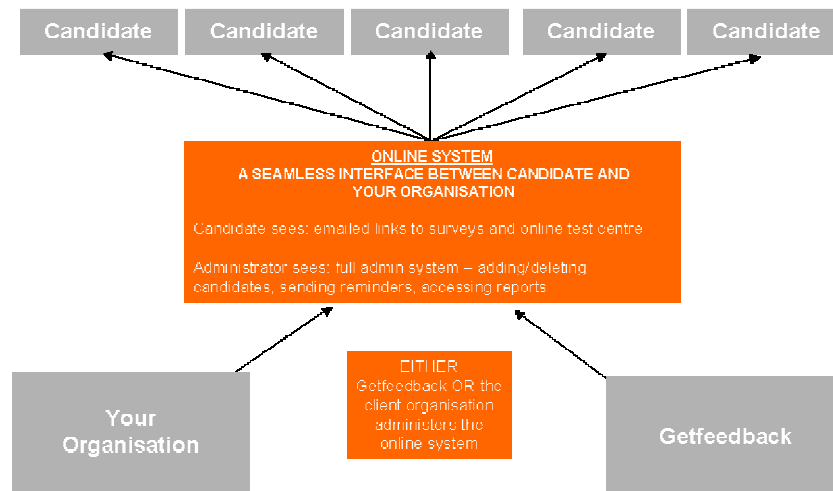 Candidate
Candidate
Candidate
Candidate
Candidate
ONLINE SYSTEM
A SEAMLESS INTERFACE BETWEEN CANDIDATE AND
YOUR ORGANISATION
Candidate sees: emailed links to surveys and online test centre
Administrator sees: full admin system – adding/deleting
candidates, sending reminders, accessing reports
Your
Organisation
EITHER
Getfeedback OR the
client organisation
administers the
online system
Getfeedback